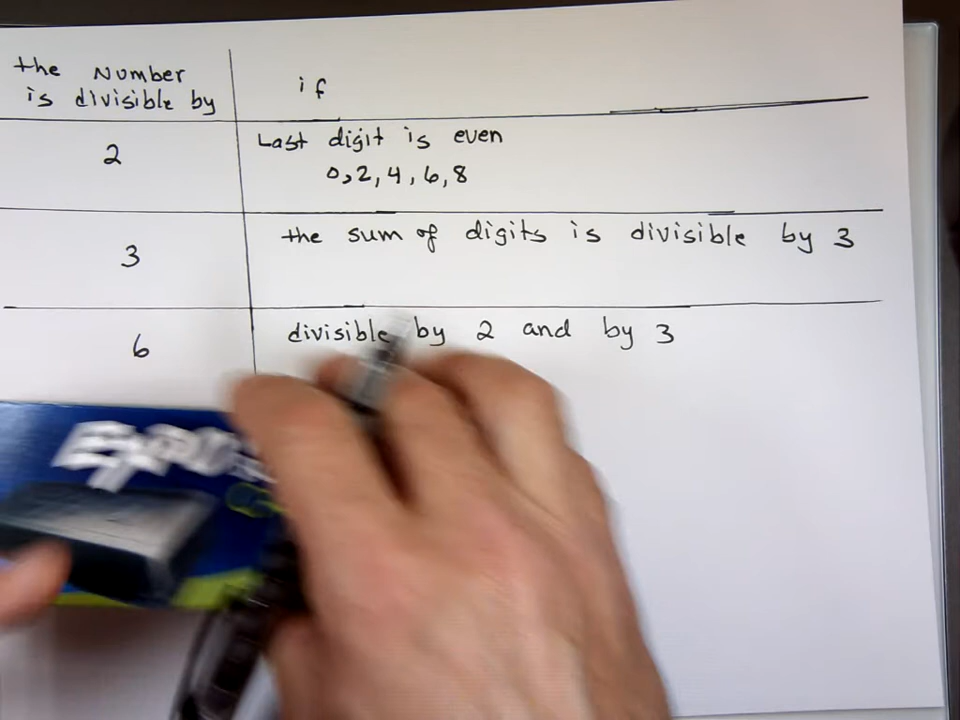 the Number
is divisible by
if
2
Last digit is even
0,2,4,6,8
3
the sum of digits is divisible by 3
6
divisible by 2 and by 3
EXPO